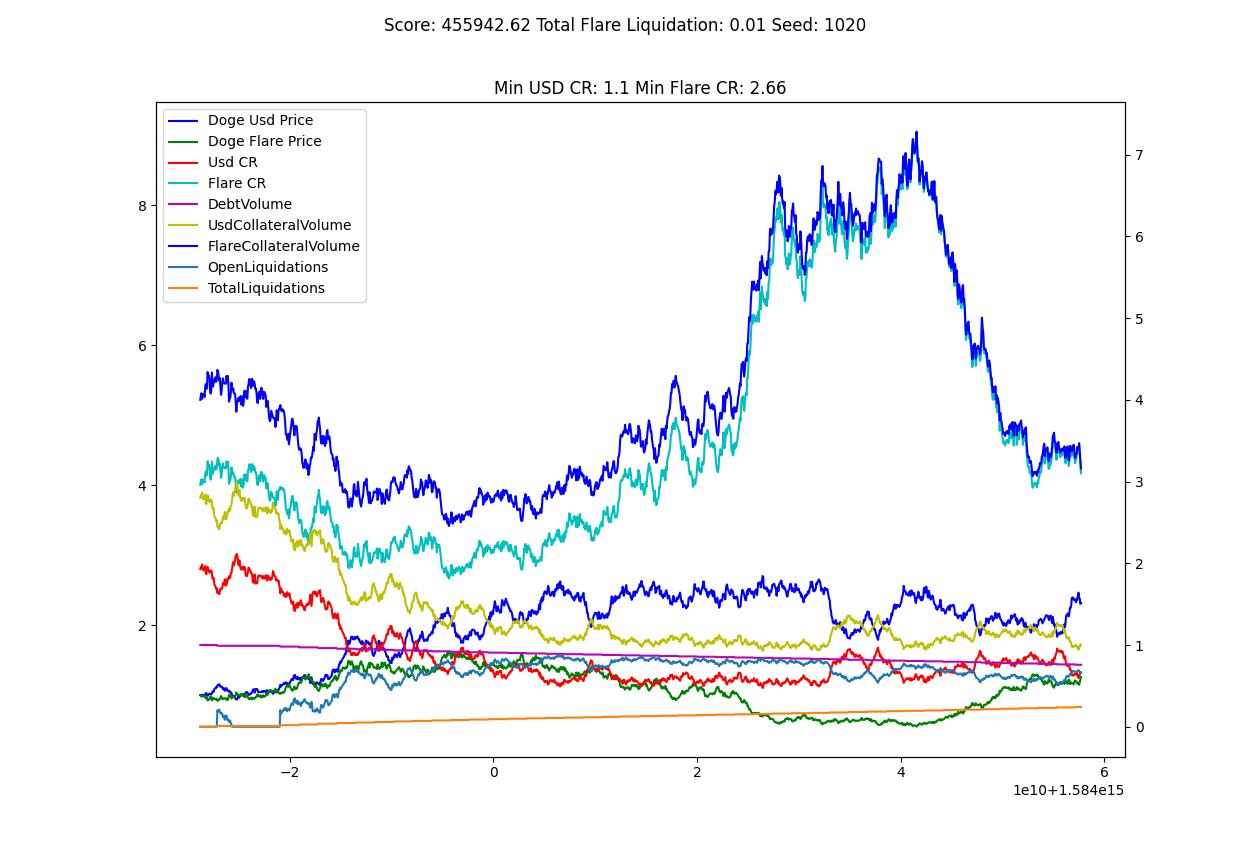 Score: 455942.62 Total Flare Liquidation: 0.01 Seed: 1020
Min USD CR: 1.1 Min Flare CR: 2.66
Doge Usd Price
Doge Flare Price
Usd CR
Flare CR
DebtVolume
UsdCollateralVolume
FlareCollateralVolume
OpenLiquidations
TotalLiquidations
8
6
4
2
7
6
5
4
3
2
1
0
−2
0
2
4
6
1e10+1.584e15